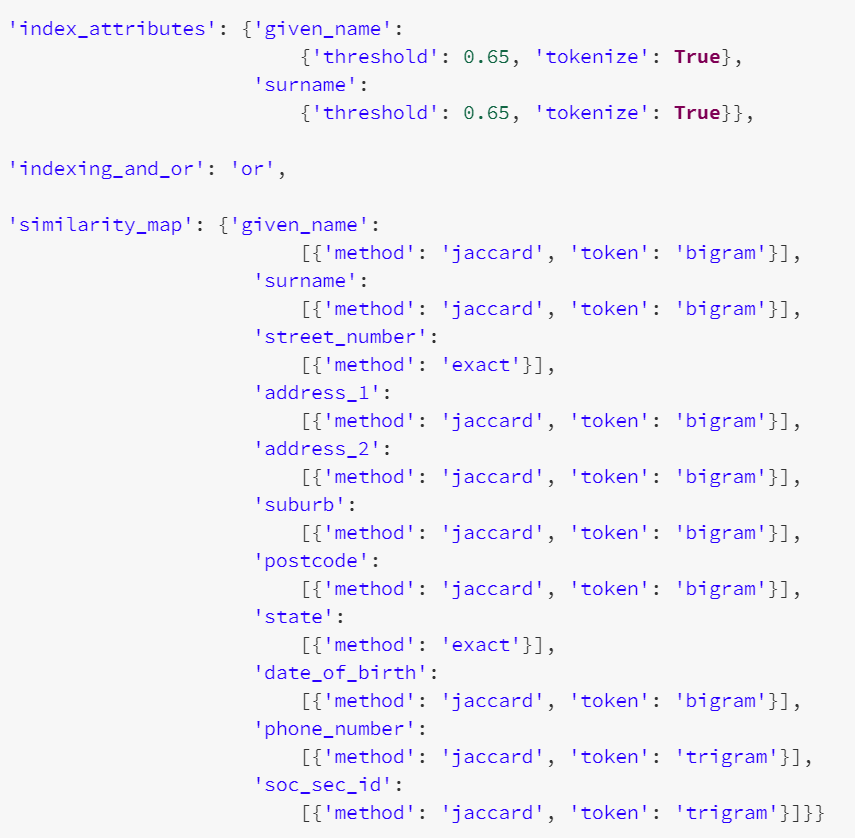 'index_attributes': {'given_name':
                         {'threshold': 0.65, 'tokenize': True},
                     'surname':
                         {'threshold': 0.65, 'tokenize': True}},

'indexing_and_or': 'or',

'similarity_map': {'given_name':
                         [{'method': 'jaccard', 'token': 'bigram'}],
                     'surname':
                         [{'method': 'jaccard', 'token': 'bigram'}],
                     'street_number':
                         [{'method': 'exact'}],
                     'address_1':
                         [{'method': 'jaccard', 'token': 'bigram'}],
                     'address_2':
                         [{'method': 'jaccard', 'token': 'bigram'}],
                     'suburb':
                         [{'method': 'jaccard', 'token': 'bigram'}],
                     'postcode':
                         [{'method': 'jaccard', 'token': 'bigram'}],
                     'state':
                         [{'method': 'exact'}],
                     'date_of_birth':
                         [{'method': 'jaccard', 'token': 'bigram'}],
                     'phone_number':
                         [{'method': 'jaccard', 'token': 'trigram'}],
                     'soc_sec_id':
                         [{'method': 'jaccard', 'token': 'trigram'}]}}